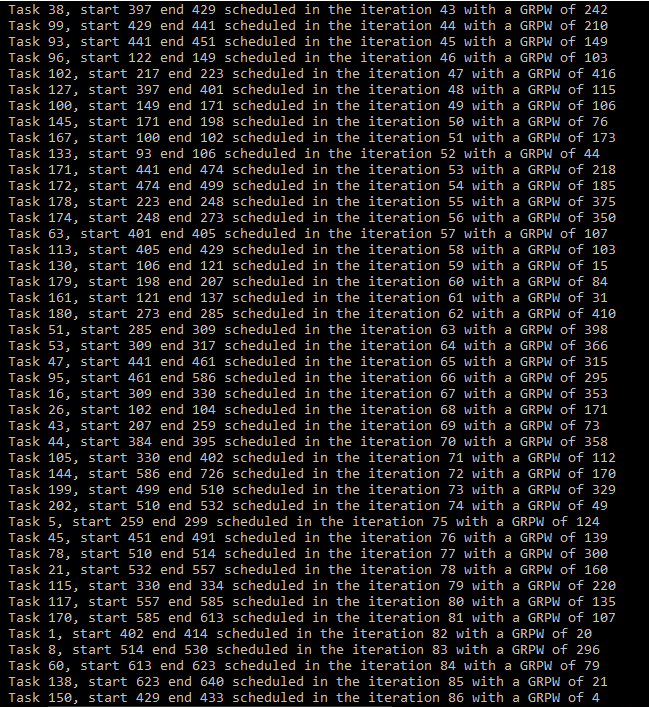 Task 38, start 397 end 429 scheduled in the iteration 43 with a GRPW of 242
Task 99, start 429 end 441 scheduled in the iteration 44 with a GRPW of 210
Task 93, start 441 end 451 scheduled in the iteration 45 with a GRPW of 149
Task 96, start 122 end 149 scheduled in the iteration 46 with a GRPW of 103
Task 102, start 217 end 223 scheduled in the iteration 47 with a GRPW of 416
Task 127, start 397 end 401 scheduled in the iteration 48 with a GRPW of 115
Task 100, start 149 end 171 scheduled in the iteration 49 with a GRPW of 106
Task 145, start 171 end 198 scheduled in the iteration 50 with a GRPW of 76
Task 167, start 100 end 102 scheduled in the iteration 51 with a GRPW of 173
Task 133, start 93 end 106 scheduled in the iteration 52 with a GRPW of 44
Task 171, start 441 end 474 scheduled in the iteration 53 with a GRPW of 218
Task 172, start 474 end 499 scheduled in the iteration 54 with a GRPW of 185
Task 178, start 223 end 248 scheduled in the iteration 55 with a GRPW of 375
Task 174, start 248 end 273 scheduled in the iteration 56 with a GRPW of 350
Task 63, start 401 end 405 scheduled in the iteration 57 with a GRPW of 107
Task 113, start 405 end 429 scheduled in the iteration 58 with a GRPW of 103
Task 130, start 106 end 121 scheduled in the iteration 59 with a GRPW of 15
Task 179, start 198 end 207 scheduled in the iteration 60 with a GRPW of 84
Task 161, start 121 end 137 scheduled in the iteration 61 with a GRPW of 31
Task 180, start 273 end 285 scheduled in the iteration 62 with a GRPW of 410
Task 51, start 285 end 309 scheduled in the iteration 63 with a GRPW of 398
Task 53, start 309 end 317 scheduled in the iteration 64 with a GRPW of 366
Task 47, start 441 end 461 scheduled in the iteration 65 with a GRPW of 315
Task 95, start 461 end 586 scheduled in the iteration 66 with a GRPW of 295
Task 16, start 309 end 330 scheduled in the iteration 67 with a GRPW of 353
Task 26, start 102 end 104 scheduled in the iteration 68 with a GRPW of 171
Task 43, start 207 end 259 scheduled in the iteration 69 with a GRPW of 73
Task 44, start 384 end 395 scheduled in the iteration 70 with a GRPW of 358
Task 105, start 330 end 402 scheduled in the iteration 71 with a GRPW of 112
Task 144, start 586 end 726 scheduled in the iteration 72 with a GRPW of 170
Task 199, start 499 end 510 scheduled in the iteration 73 with a GRPW of 329
Task 202, start 510 end 532 scheduled in the iteration 74 with a GRPW of 49
Task 5, start 259 end 299 scheduled in the iteration 75 with a GRPW of 124
Task 45, start 451 end 491 scheduled in the iteration 76 with a GRPW of 139
Task 78, start 510 end 514 scheduled in the iteration 77 with a GRPW of 300
Task 21, start 532 end 557 scheduled in the iteration 78 with a GRPW of 160
Task 115, start 330 end 334 scheduled in the iteration 79 with a GRPW of 220
Task 117, start 557 end 585 scheduled in the iteration 80 with a GRPW of 135
Task 170, start 585 end 613 scheduled in the iteration 81 with a GRPW of 107
Task 1, start 402 end 414 scheduled in the iteration 82 with a GRPW of 20
Task 8, start 514 end 530 scheduled in the iteration 83 with a GRPW of 296
Task 60, start 613 end 623 scheduled in the iteration 84 with a GRPW of 79
Task 138, start 623 end 640 scheduled in the iteration 85 with a GRPW of 21
Task 150, start 429 end 433 scheduled in the iteration 86 with a GRPW of 4